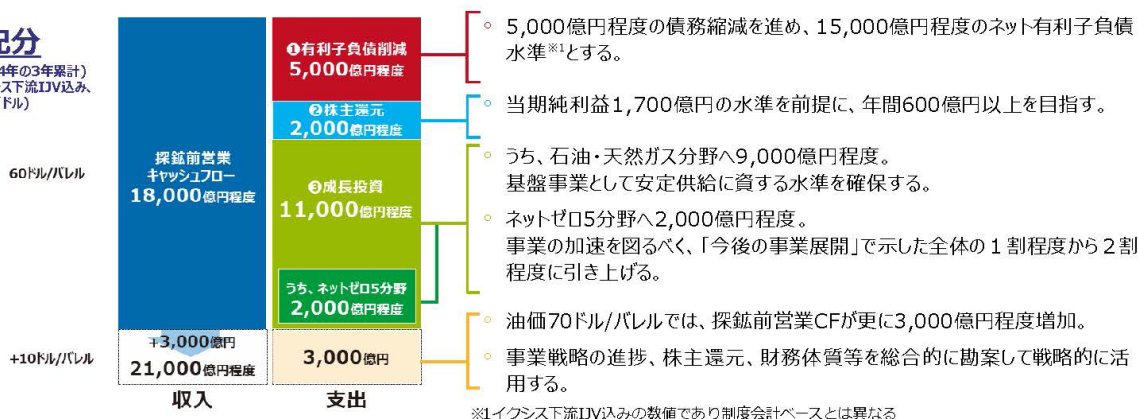 配分
4年の3年累計)
シス下流IJV込み、
ドル)
60ドル/バレル
+10ドル/バレル
探鉱前営業
キャッシュフロー
18,000億円程度
+3,000億円
21,000億円程度
収入
❶有利子負債削減
5,000億円程度
❷株主還元
2,000億円程度
❸成長投資
11,000億円程度
うち、ネットゼロ5分野
2,000億円程度
3,000億円
支出
◦ 5,000億円程度の債務縮減を進め、15,000億円程度のネット有利子負債
水準※1とする。
◦ 当期純利益1,700億円の水準を前提に、年間600億円以上を目指す。
◦ うち、石油・天然ガス分野へ9,000億円程度。
基盤事業として安定供給に資する水準を確保する。
◦ ネットゼロ5分野へ2,000億円程度。
事業の加速を図るべく、「今後の事業展開」で示した全体の1割程度から2割
程度に引き上げる。
◦ 油価70ドル/バレルでは、探鉱前営業CFが更に3,000億円程度増加。
◦ 事業戦略の進捗、株主還元、財務体質等を総合的に勘案して戦略的に活
用する。
※1イクシス下流IJV込みの数値であり制度会計ベースとは異なる